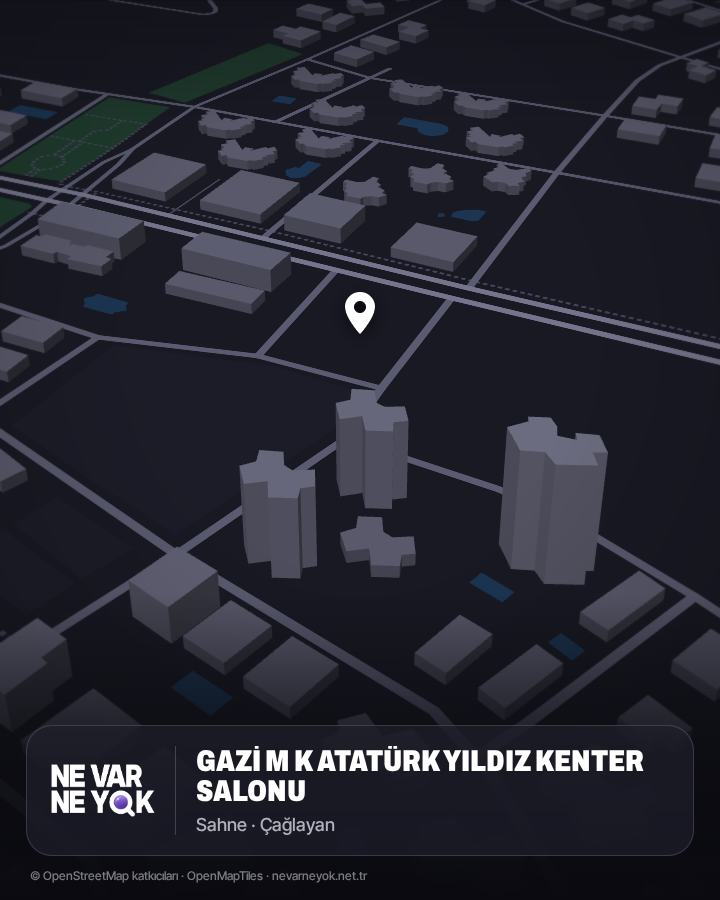 NE VAR
NE YOK
GAZİ M K ATATÜRK YILDIZ KENTER
SALONU
Sahne · Çağlayan
© OpenStreetMap katkıcıları · OpenMapTiles · nevarneyok.net.tr